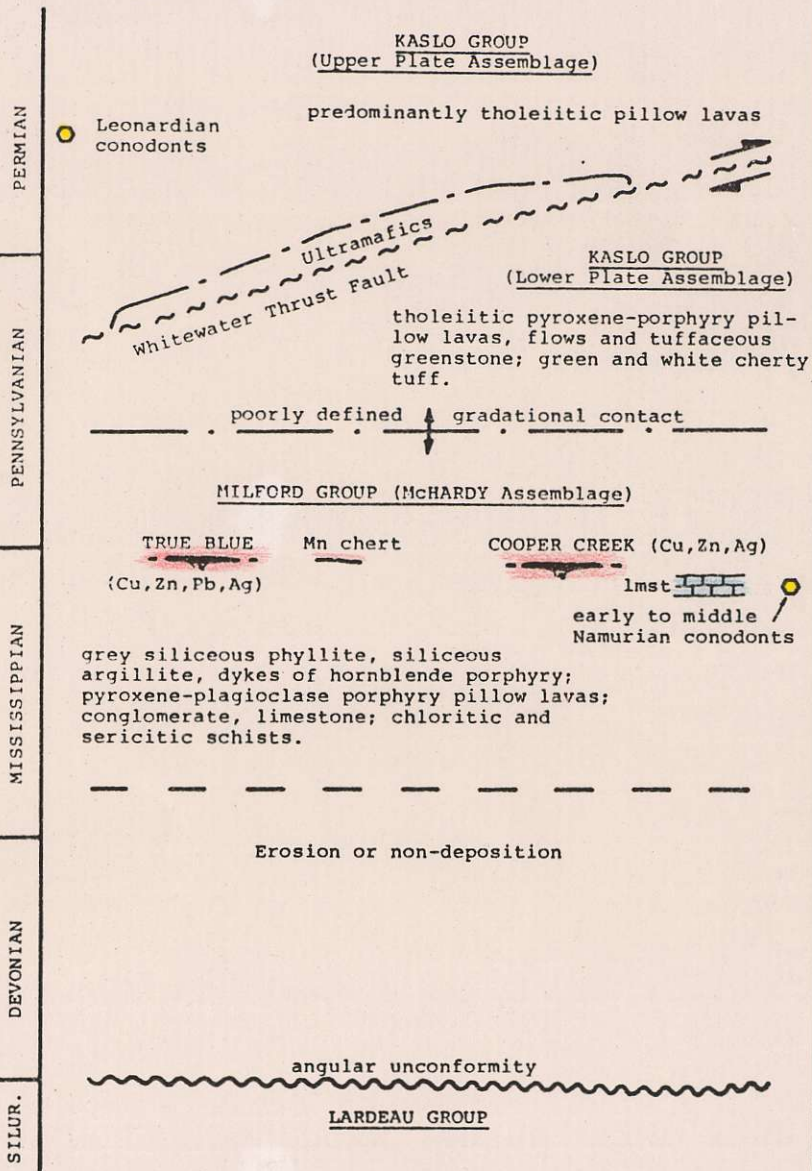 KASLO GROUP
(Upper Plate Assemblage)
PERMIAN
Leonardian
conodonts
predominantly tholeiitic pillow lavas
Ultramafics
Whitewater Thrust Fault
KASLO GROUP
(Lower Plate Assemblage)
PENNSYLVANIAN
tholeiitic pyroxene-porphyry pil-
low lavas, flows and tuffaceous
greenstone; green and white cherty
tuff.
poorly defined gradational contact
MILFORD GROUP (McHARDY Assemblage)
TRUE BLUE Mn chert COOPER CREEK (Cu,Zn,Ag)
(Cu,Zn,Pb,Ag)
lmst
early to middle
Namurian conodonts
MISSISSIPPIAN
grey siliceous phyllite, siliceous
argillite, dykes of hornblende porphyry;
pyroxene-plagioclase porphyry pillow lavas;
conglomerate, limestone; chloritic and
sericitic schists.
Erosion or non-deposition
DEVONIAN
angular unconformity
SILUR.
LARDEAU GROUP